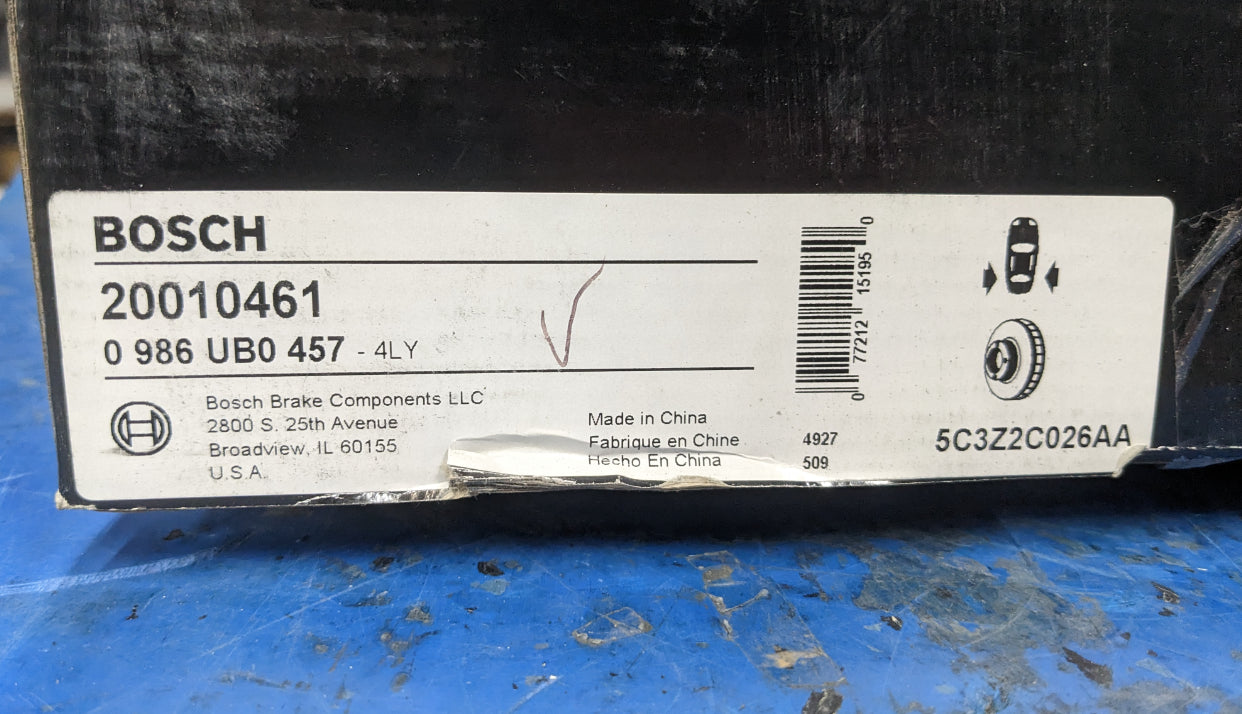 BOSCH
20010461
0 986 UB0 457 - 4LY
Bosch Brake Components LLC
2800 S. 25th Avenue
Broadview, IL 60155
U.S.A.
Made in China
Fabrique en Chine
Hecho En China
4927
509
0 77212 15195 0
5C3Z2C026AA